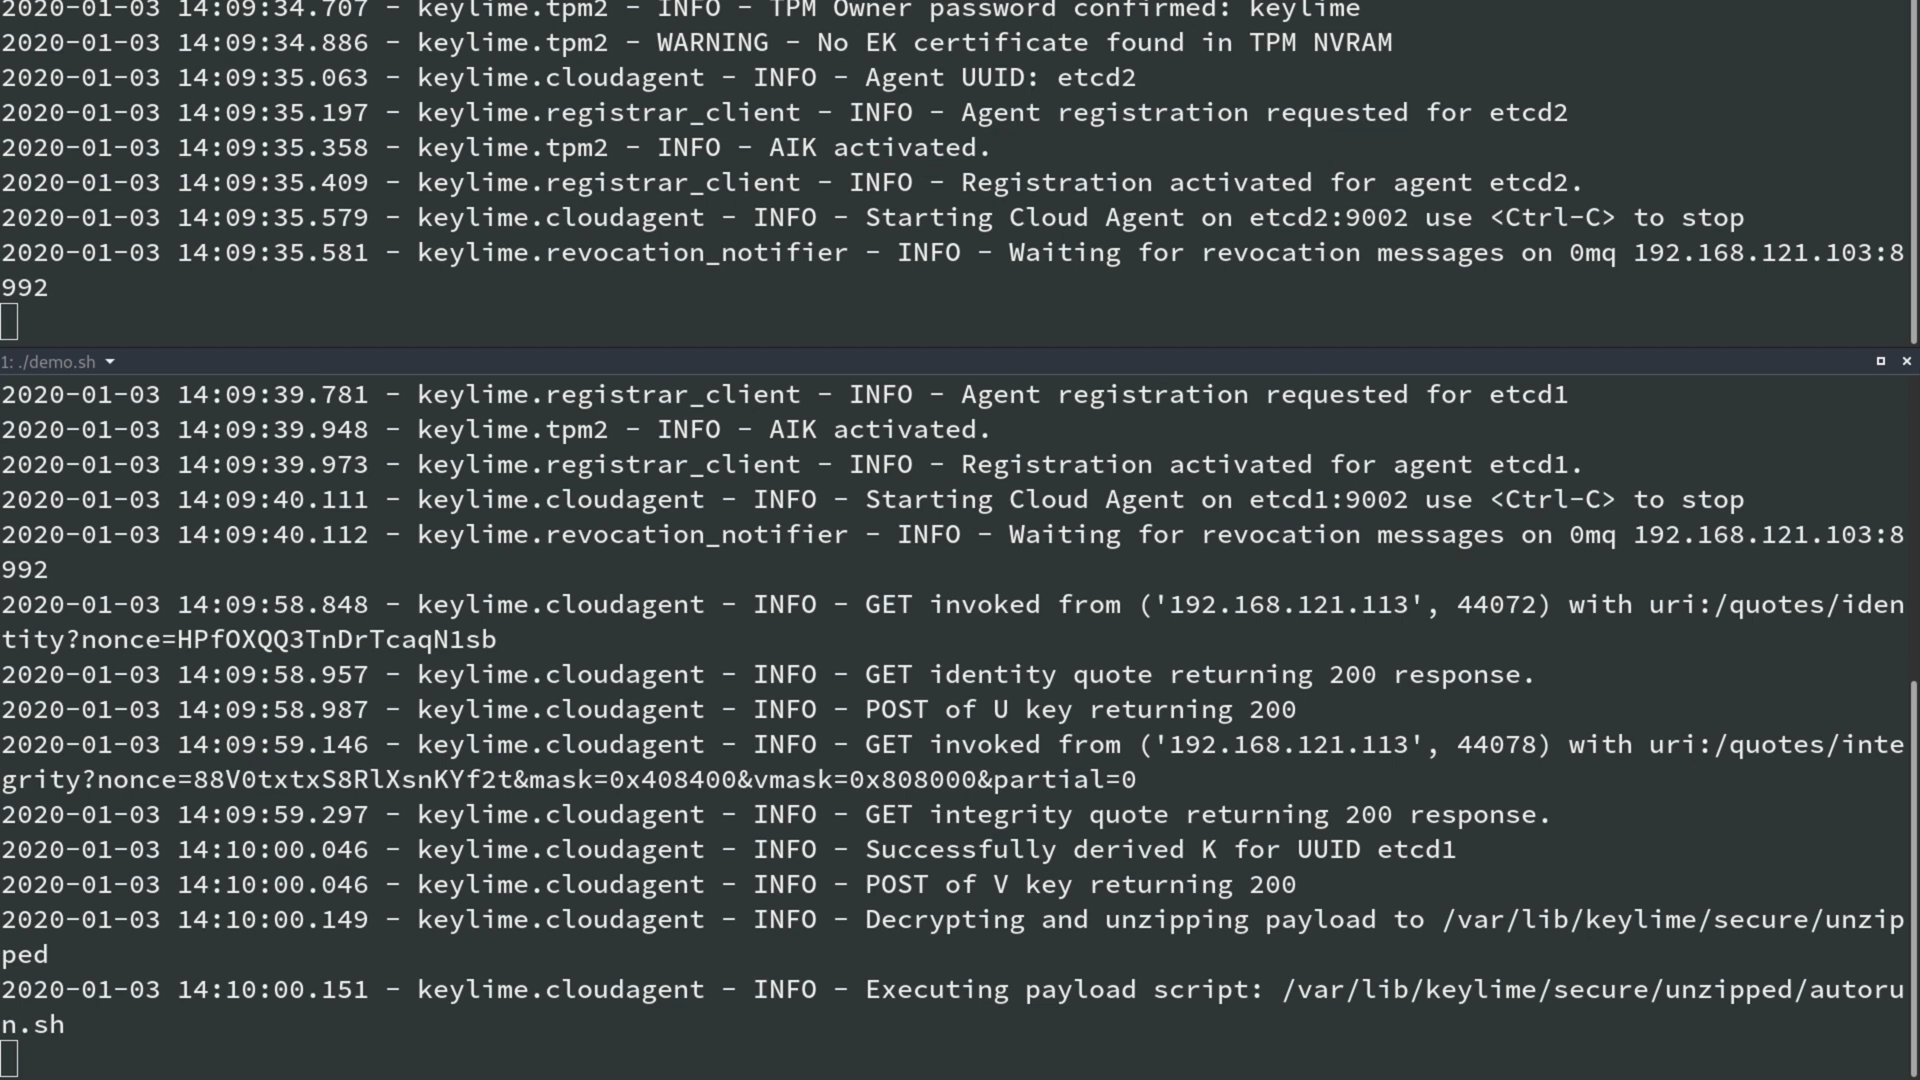 2020-01-03 14:09:34.707 - keylime.tpm2 - INFO - TPM Owner password confirmed: keylime
2020-01-03 14:09:34.886 - keylime.tpm2 - WARNING - No EK certificate found in TPM NVRAM
2020-01-03 14:09:35.063 - keylime.cloudagent - INFO - Agent UUID: etcd2
2020-01-03 14:09:35.197 - keylime.registrar_client - INFO - Agent registration requested for etcd2
2020-01-03 14:09:35.358 - keylime.tpm2 - INFO - AIK activated.
2020-01-03 14:09:35.409 - keylime.registrar_client - INFO - Registration activated for agent etcd2.
2020-01-03 14:09:35.579 - keylime.cloudagent - INFO - Starting Cloud Agent on etcd2:9002 use <Ctrl-C> to stop
2020-01-03 14:09:35.581 - keylime.revocation_notifier - INFO - Waiting for revocation messages on 0mq 192.168.121.103:8
992
1: ./demo.sh
2020-01-03 14:09:39.781 - keylime.registrar_client - INFO - Agent registration requested for etcd1
2020-01-03 14:09:39.948 - keylime.tpm2 - INFO - AIK activated.
2020-01-03 14:09:39.973 - keylime.registrar_client - INFO - Registration activated for agent etcd1.
2020-01-03 14:09:40.111 - keylime.cloudagent - INFO - Starting Cloud Agent on etcd1:9002 use <Ctrl-C> to stop
2020-01-03 14:09:40.112 - keylime.revocation_notifier - INFO - Waiting for revocation messages on 0mq 192.168.121.103:8
992
2020-01-03 14:09:58.848 - keylime.cloudagent - INFO - GET invoked from ('192.168.121.113', 44072) with uri:/quotes/iden
tity?nonce=HPfOXQQ3TnDrTcaqN1sb
2020-01-03 14:09:58.957 - keylime.cloudagent - INFO - GET identity quote returning 200 response.
2020-01-03 14:09:58.987 - keylime.cloudagent - INFO - POST of U key returning 200
2020-01-03 14:09:59.146 - keylime.cloudagent - INFO - GET invoked from ('192.168.121.113', 44078) with uri:/quotes/inte
grity?nonce=88V0txtxS8RlXsnKYf2t&mask=0x408400&vmask=0x808000&partial=0
2020-01-03 14:09:59.297 - keylime.cloudagent - INFO - GET integrity quote returning 200 response.
2020-01-03 14:10:00.046 - keylime.cloudagent - INFO - Successfully derived K for UUID etcd1
2020-01-03 14:10:00.046 - keylime.cloudagent - INFO - POST of V key returning 200
2020-01-03 14:10:00.149 - keylime.cloudagent - INFO - Decrypting and unzipping payload to /var/lib/keylime/secure/unzip
ped
2020-01-03 14:10:00.151 - keylime.cloudagent - INFO - Executing payload script: /var/lib/keylime/secure/unzipped/autoru
n.sh